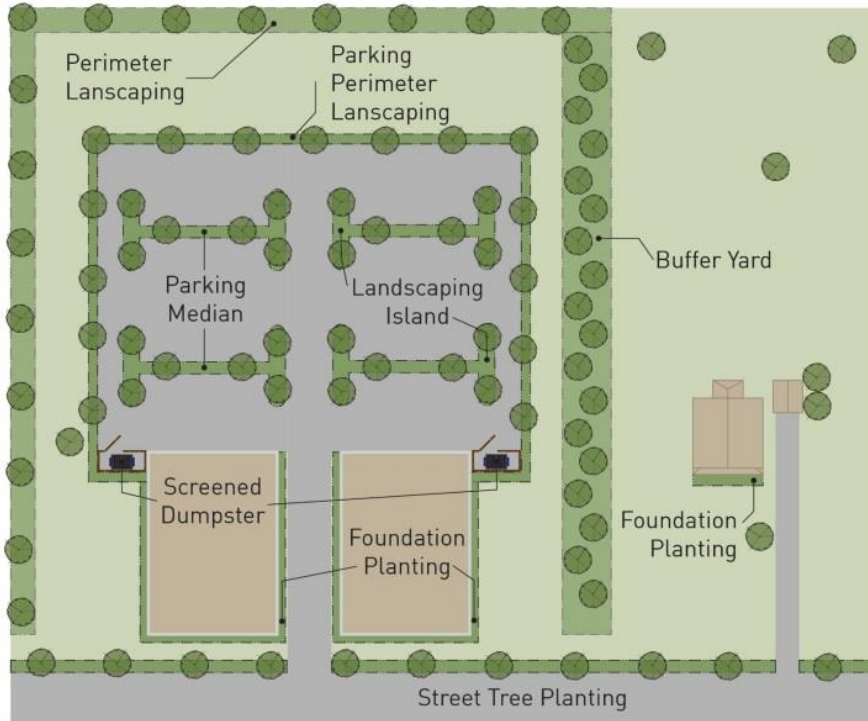 Perimeter
Lanscaping
Parking
Perimeter
Lanscaping
Parking
Median
Landscaping
Island
Buffer Yard
Screened
Dumpster
Foundation
Planting
Foundation
Planting
Street Tree Planting